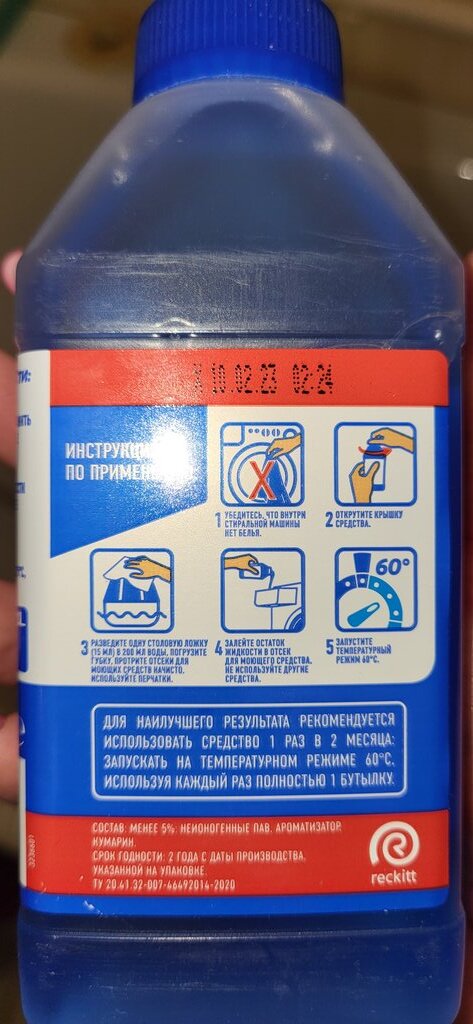 10.02.23 02:24
ИНСТРУКЦИЯ
ПО ПРИМЕНЕНИЮ
1 УБЕДИТЕСЬ, ЧТО ВНУТРИ
СТИРАЛЬНОЙ МАШИНЫ
НЕТ БЕЛЬЯ.
2 ОТКРУТИТЕ КРЫШКУ
СРЕДСТВА.
60°
3 РАЗВЕДИТЕ ОДНУ СТОЛОВУЮ ЛОЖКУ
(15 МЛ) В 200 МЛ ВОДЫ, ПОГРУЗИТЕ
ГУБКУ, ПРОТРИТЕ ОТСЕКИ ДЛЯ
МОЮЩИХ СРЕДСТВ НАЧИСТО.
ИСПОЛЬЗУЙТЕ ПЕРЧАТКИ.
4 ЗАЛЕЙТЕ ОСТАТОК
ЖИДКОСТИ В ОТСЕК
ДЛЯ МОЮЩЕГО СРЕДСТВА.
НЕ ИСПОЛЬЗУЙТЕ ДРУГИЕ
СРЕДСТВА.
5 ЗАПУСТИТЕ
ТЕМПЕРАТУРНЫЙ
РЕЖИМ 60°C.
ДЛЯ НАИЛУЧШЕГО РЕЗУЛЬТАТА РЕКОМЕНДУЕТСЯ
ИСПОЛЬЗОВАТЬ СРЕДСТВО 1 РАЗ В 2 МЕСЯЦА:
ЗАПУСКАТЬ НА ТЕМПЕРАТУРНОМ РЕЖИМЕ 60°C,
ИСПОЛЬЗУЯ КАЖДЫЙ РАЗ ПОЛНОСТЬЮ 1 БУТЫЛКУ.
СОСТАВ: МЕНЕЕ 5%: НЕИОНОГЕННЫЕ ПАВ, АРОМАТИЗАТОР,
КУМАРИН.
СРОК ГОДНОСТИ: 2 ГОДА С ДАТЫ ПРОИЗВОДСТВА,
УКАЗАННОЙ НА УПАКОВКЕ.
ТУ 20.41.32-007-46492014-2020
reckitt